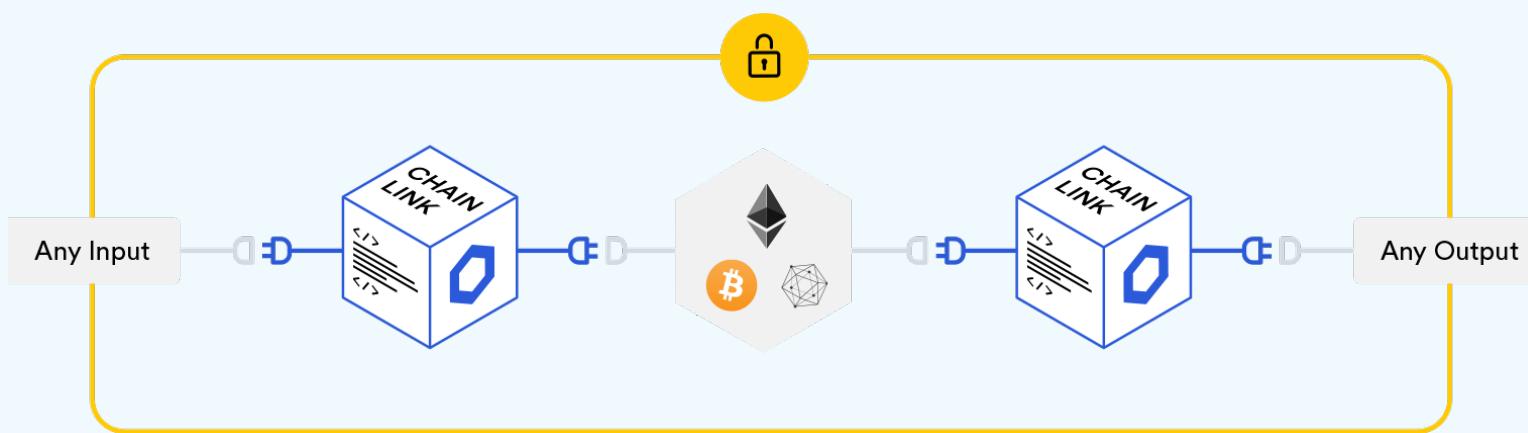 Any Input
CHAIN
LINK
</>
</>
CHAIN
LINK
</>
</>
Any Output